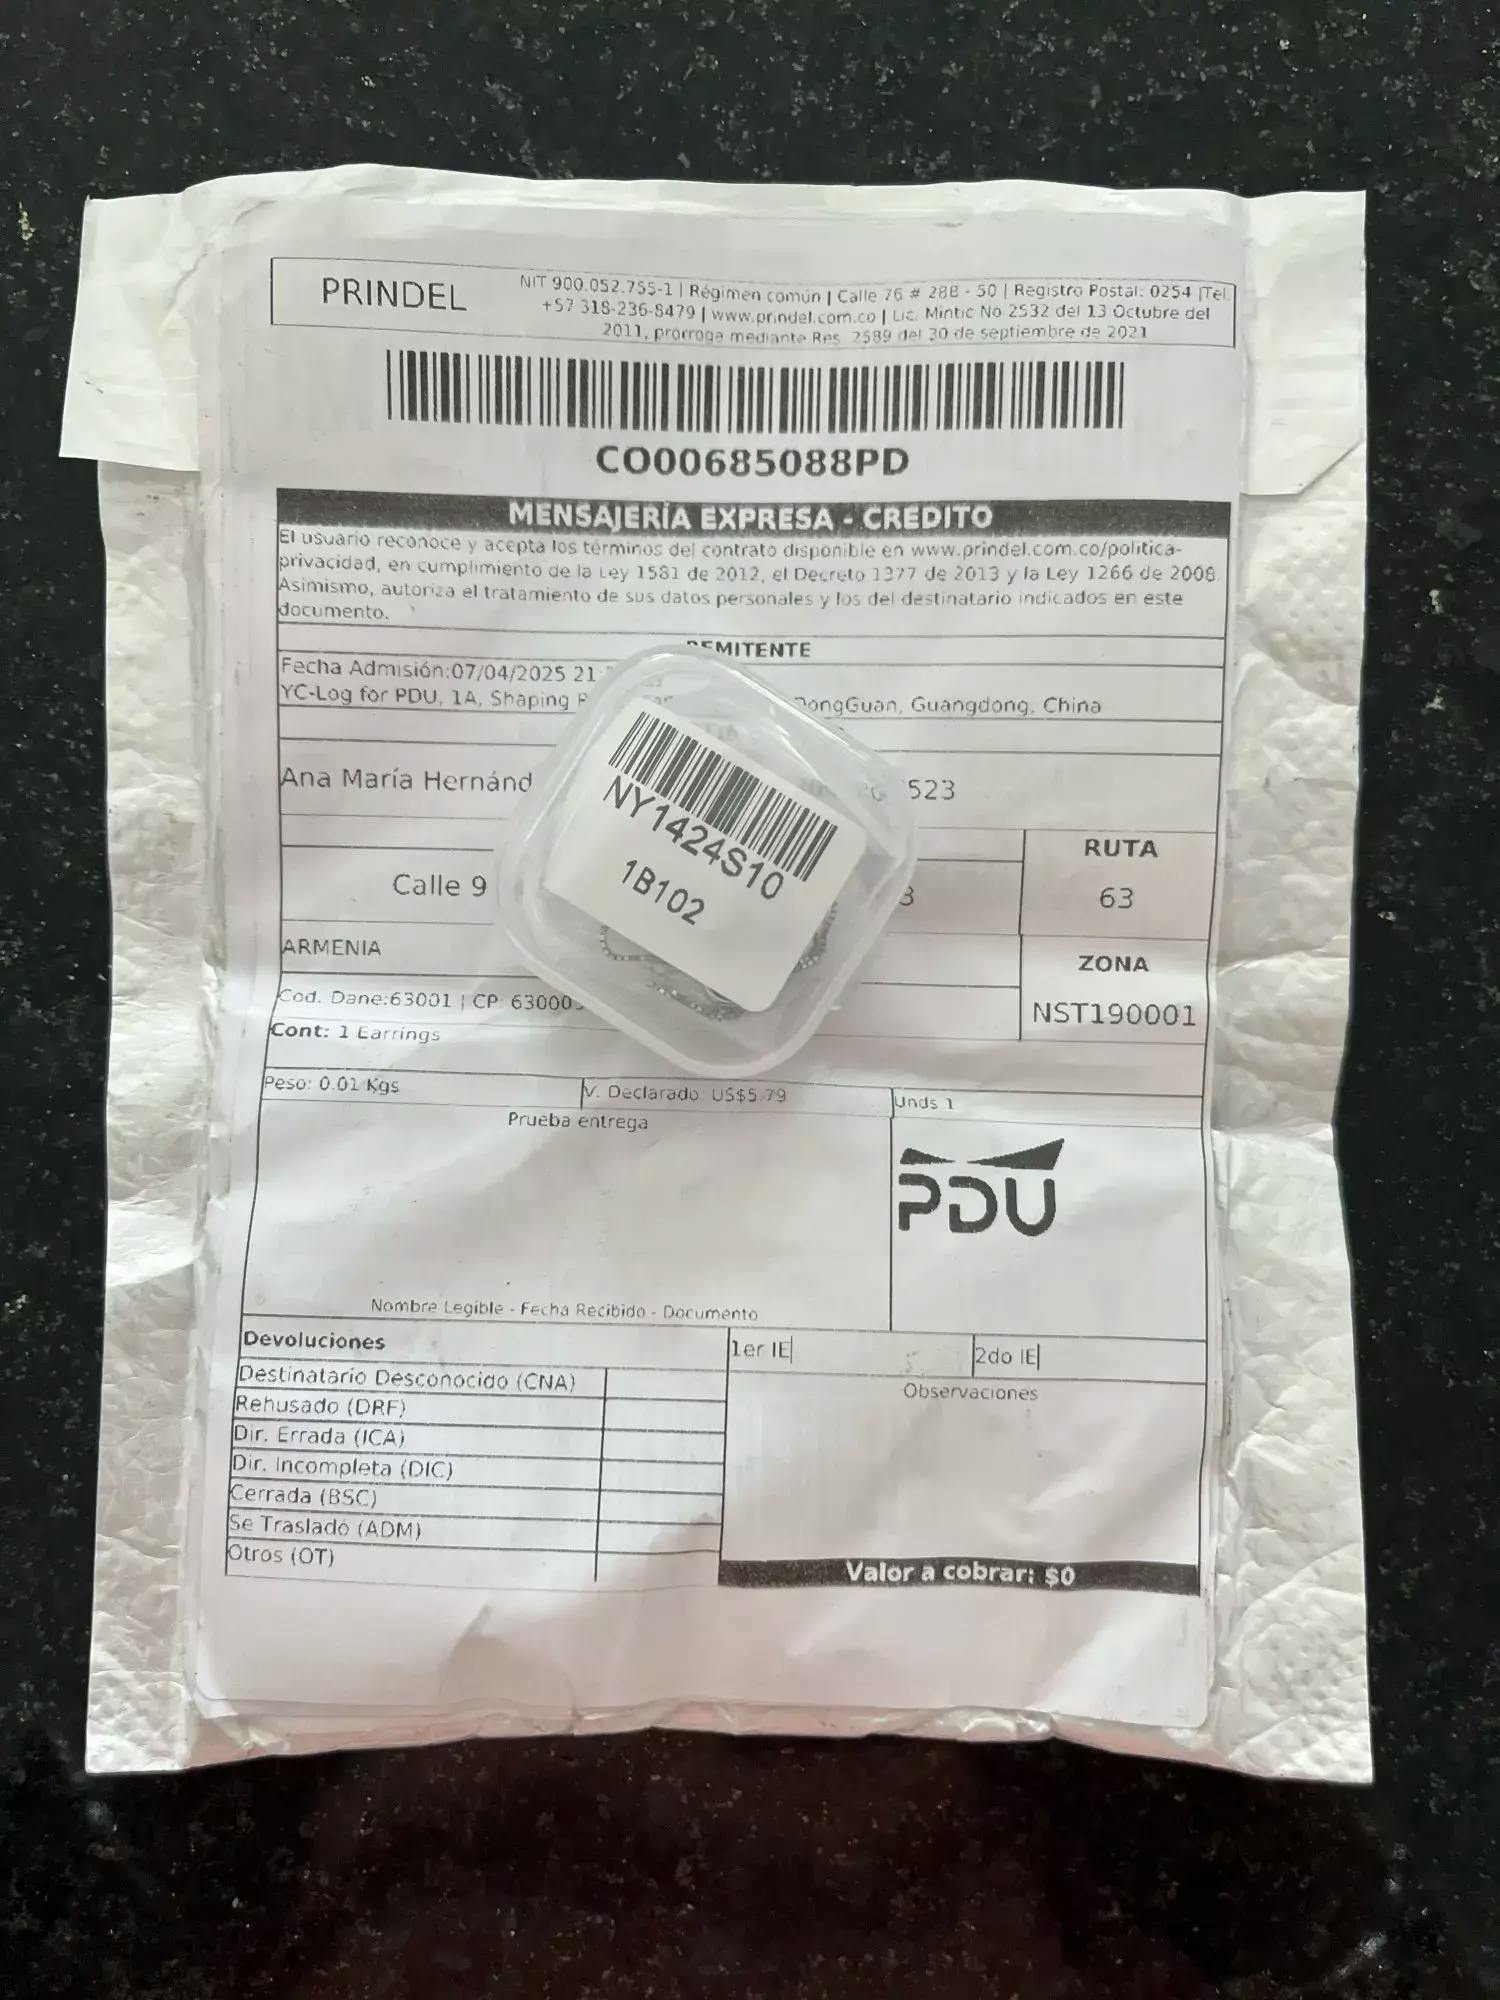 PRINDEL
NIT 900.052.755-1 | Régimen común | Calle 76 # 28B - 50 | Registro Postal: 0254 |Tel.
+57 318-236-8479 | www.prindel.com.co | Lic. Mintic No 2532 del 13 Octubre del
2011, prorroga mediante Res. 2589 del 30 de septiembre de 2021
CO00685088PD
MENSAJERÍA EXPRESA - CREDITO
El usuario reconoce y acepta los términos del contrato disponible en www.prindel.com.co/politica-
privacidad, en cumplimiento de la Ley 1581 de 2012, el Decreto 1377 de 2013 y la Ley 1266 de 2008.
Asimismo, autoriza el tratamiento de sus datos personales y los del destinatario indicados en este
documento.
REMITENTE
Fecha Admisión:07/04/2025 21:
YC-Log for PDU, 1A, Shaping DongGuan, Guangdong, China
Ana María Hernánd 523
NY1424S10
1B102
Calle 9 3
RUTA
63
ARMENIA
ZONA
NST190001
Cod. Dane:63001 | CP: 63000
Cont: 1 Earrings
Peso: 0.01 Kgs
V. Declarado US$5.79
Unds 1
Prueba entrega
PDU
Nombre Legible - Fecha Recibido - Documento
Devoluciones
1er IE|
2do IE|
Destinatario Desconocido (CNA)
Observaciones
Rehusado (DRF)
Dir. Errada (ICA)
Dir. Incompleta (DIC)
Cerrada (BSC)
Se Trasladó (ADM)
Otros (OT)
Valor a cobrar: $0